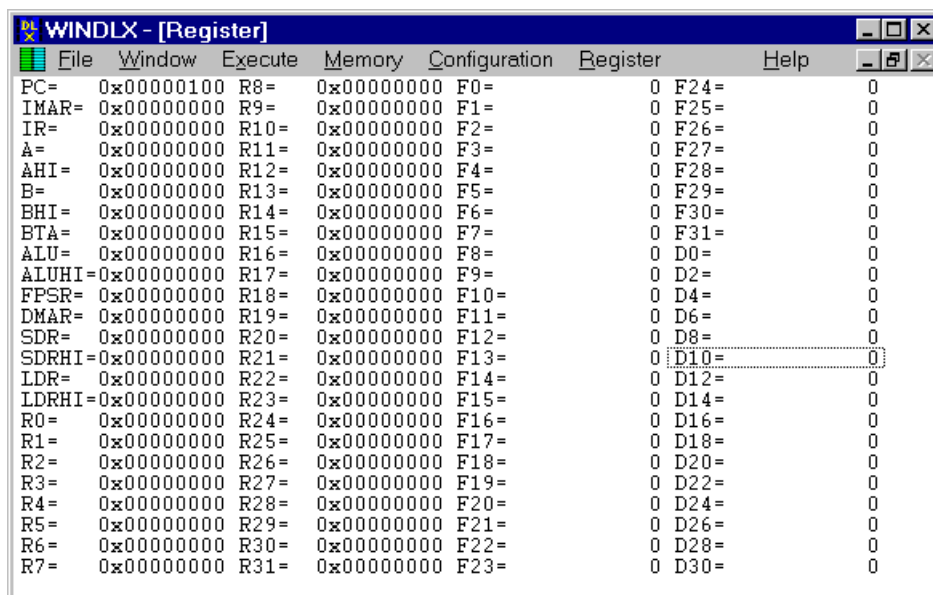 DLX WINDLX - [Register]
File Window Execute Memory Configuration Register Help
PC= 0x00000100 R8= 0x00000000 F0= 0 F24= 0
IMAR= 0x00000000 R9= 0x00000000 F1= 0 F25= 0
IR= 0x00000000 R10= 0x00000000 F2= 0 F26= 0
A= 0x00000000 R11= 0x00000000 F3= 0 F27= 0
AHI= 0x00000000 R12= 0x00000000 F4= 0 F28= 0
B= 0x00000000 R13= 0x00000000 F5= 0 F29= 0
BHI= 0x00000000 R14= 0x00000000 F6= 0 F30= 0
BTA= 0x00000000 R15= 0x00000000 F7= 0 F31= 0
ALU= 0x00000000 R16= 0x00000000 F8= 0 D0= 0
ALUHI=0x00000000 R17= 0x00000000 F9= 0 D2= 0
FPSR= 0x00000000 R18= 0x00000000 F10= 0 D4= 0
DMAR= 0x00000000 R19= 0x00000000 F11= 0 D6= 0
SDR= 0x00000000 R20= 0x00000000 F12= 0 D8= 0
SDRHI=0x00000000 R21= 0x00000000 F13= 0 D10= 0
LDR= 0x00000000 R22= 0x00000000 F14= 0 D12= 0
LDRHI=0x00000000 R23= 0x00000000 F15= 0 D14= 0
R0= 0x00000000 R24= 0x00000000 F16= 0 D16= 0
R1= 0x00000000 R25= 0x00000000 F17= 0 D18= 0
R2= 0x00000000 R26= 0x00000000 F18= 0 D20= 0
R3= 0x00000000 R27= 0x00000000 F19= 0 D22= 0
R4= 0x00000000 R28= 0x00000000 F20= 0 D24= 0
R5= 0x00000000 R29= 0x00000000 F21= 0 D26= 0
R6= 0x00000000 R30= 0x00000000 F22= 0 D28= 0
R7= 0x00000000 R31= 0x00000000 F23= 0 D30= 0